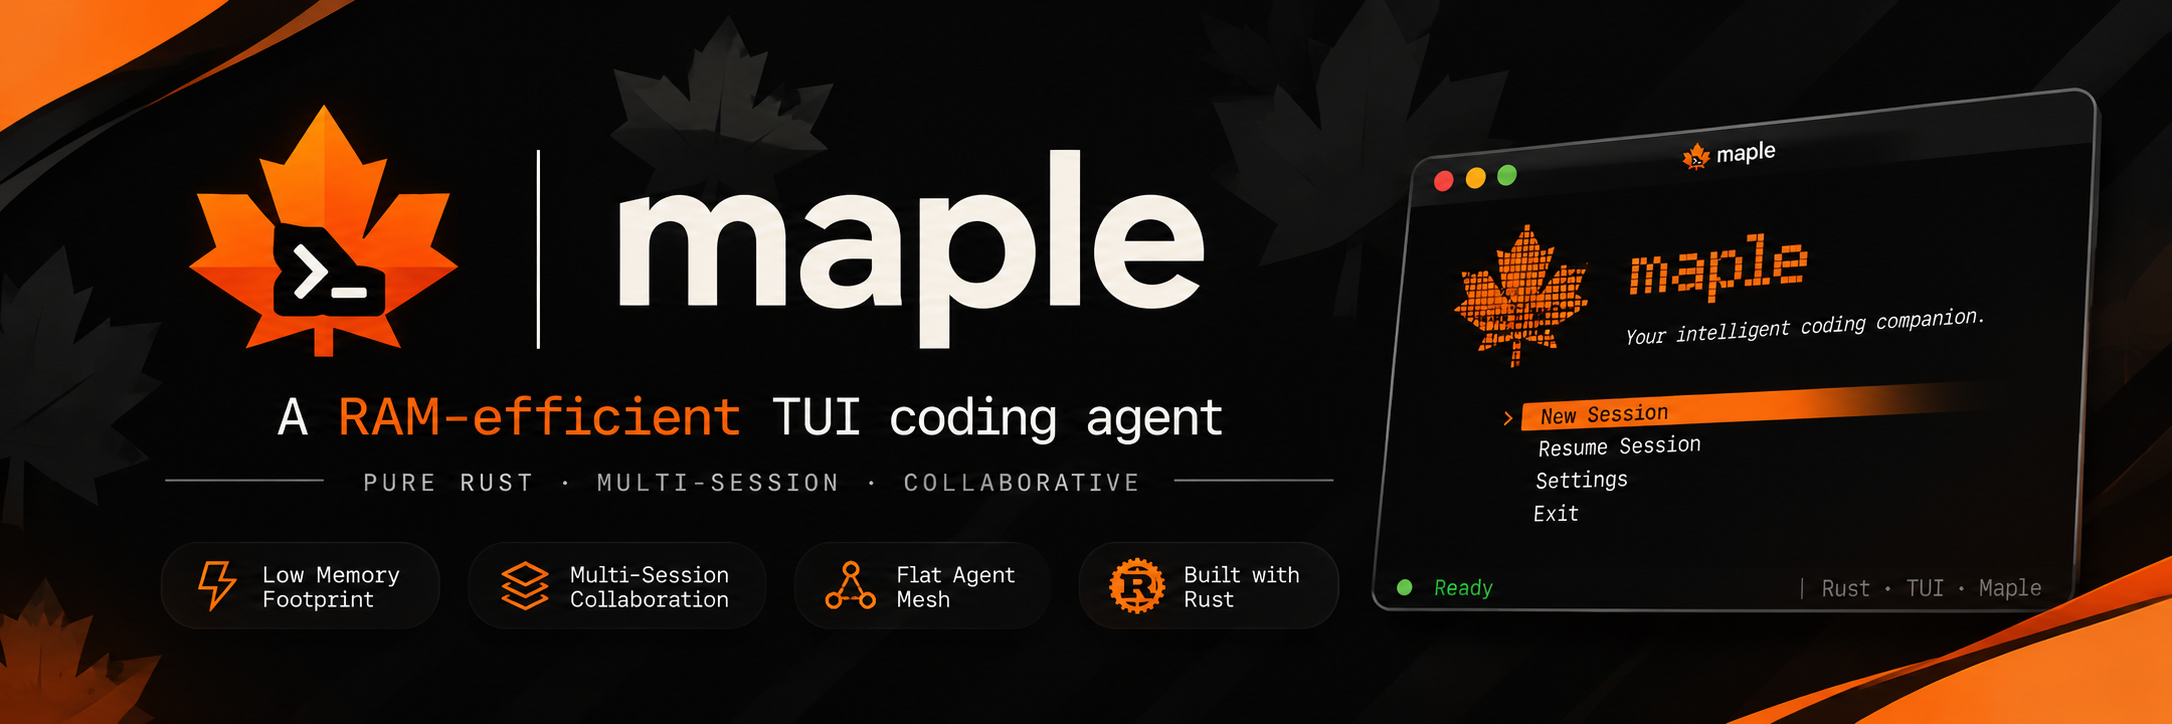 >_
maple
A RAM-efficient TUI coding agent
PURE RUST · MULTI-SESSION · COLLABORATIVE
Low Memory
Footprint
Multi-Session
Collaboration
Flat Agent
Mesh
R
Built with
Rust
>_ maple
maple
Your intelligent coding companion.
> New Session
Resume Session
Settings
Exit
Ready
| Rust · TUI · Maple